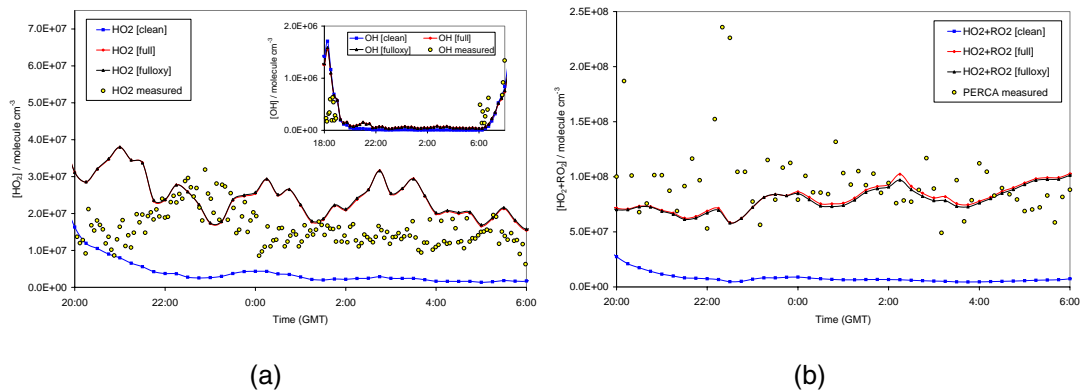 7.0E+07
6.0E+07
5.0E+07
4.0E+07
3.0E+07
2.0E+07
1.0E+07
0.0E+00
[HO2] / molecule cm-3
HO2 [clean]
HO2 [full]
HO2 [fulloxy]
HO2 measured
20:00 22:00 0:00 2:00 4:00 6:00
Time (GMT)
2.0E+06
1.0E+06
0.0E+00
[OH] / molecule cm-3
OH [clean] OH [full]
OH [fulloxy] OH measured
18:00 22:00 2:00 6:00
(a)
2.5E+08
2.0E+08
1.5E+08
1.0E+08
5.0E+07
0.0E+00
[HO2+RO2] / molecule cm-3
HO2+RO2 [clean]
HO2+RO2 [full]
HO2+RO2 [fulloxy]
PERCA measured
20:00 22:00 0:00 2:00 4:00 6:00
Time (GMT)
(b)